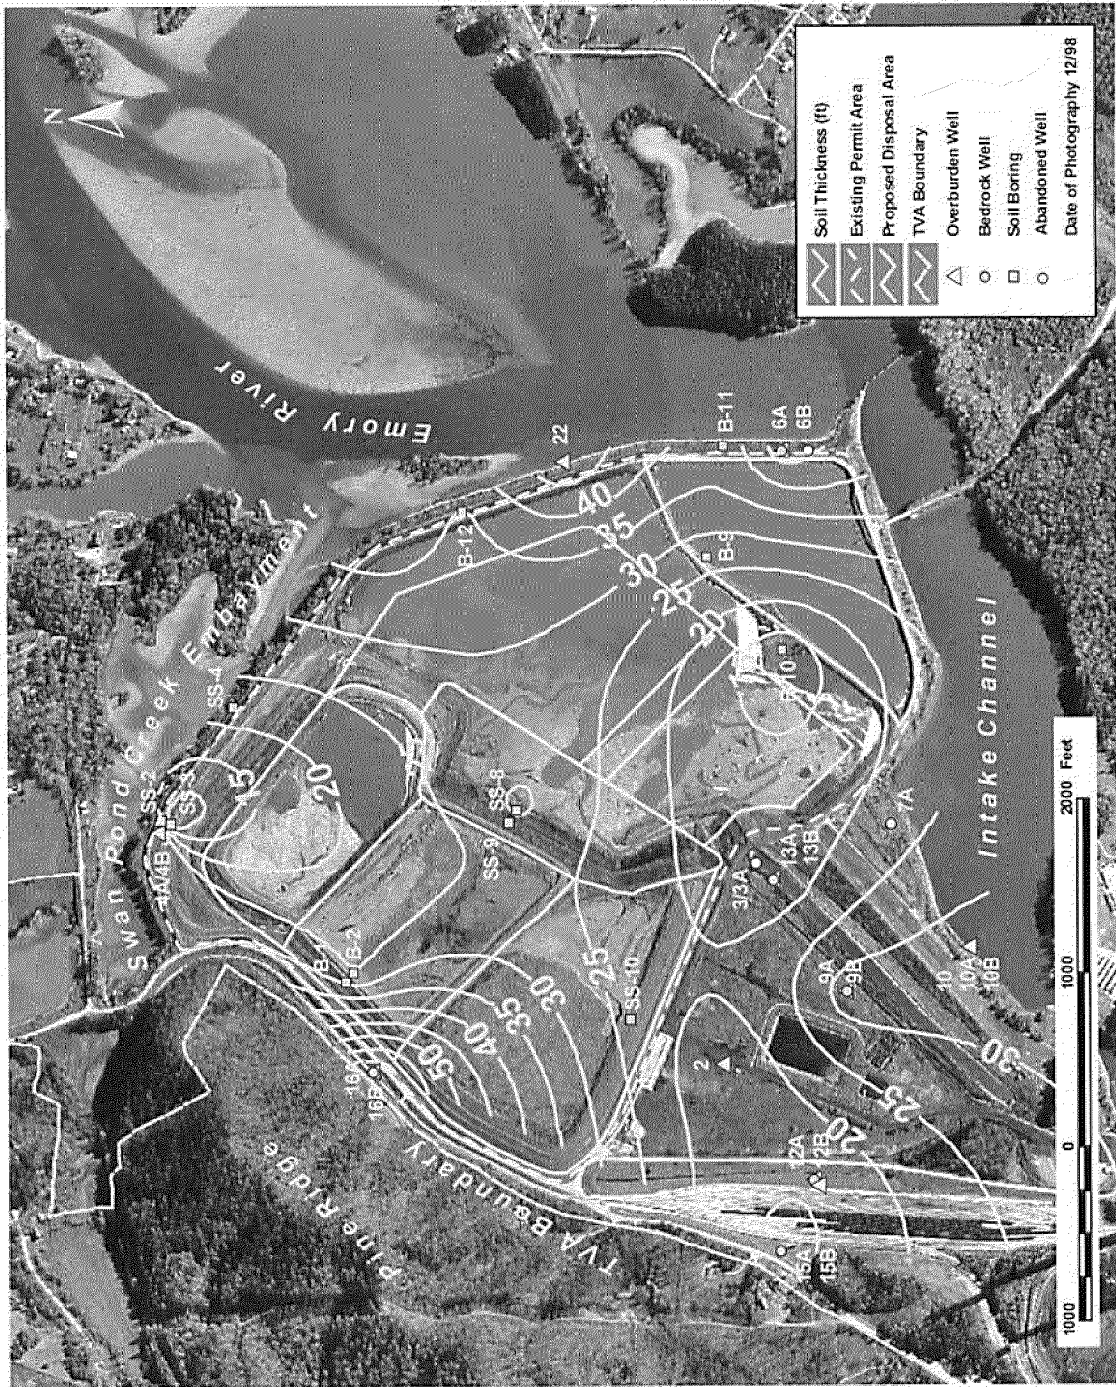 N
Emory River
Swan Pond Creek Embayment
Pine Ridge
TVA Boundary
Intake Channel
SS-4
SS-2
SS-3
4A/4B
15
20
B-2
SS-8
SS-9
B-12
22
B-11
6A
6B
B-9
40
35
30
25
20
16A
16B
50
40
35
30
25
SS-10
3/3A
13A
13B
7A
9A
9B
10
10A
10B
2
12A
15A
15B
20
25
30
Soil Thickness (ft)
Existing Permit Area
Proposed Disposal Area
TVA Boundary
Overburden Well
Bedrock Well
Soil Boring
Abandoned Well
Date of Photography 12/98
1000 0 1000 2000 Feet